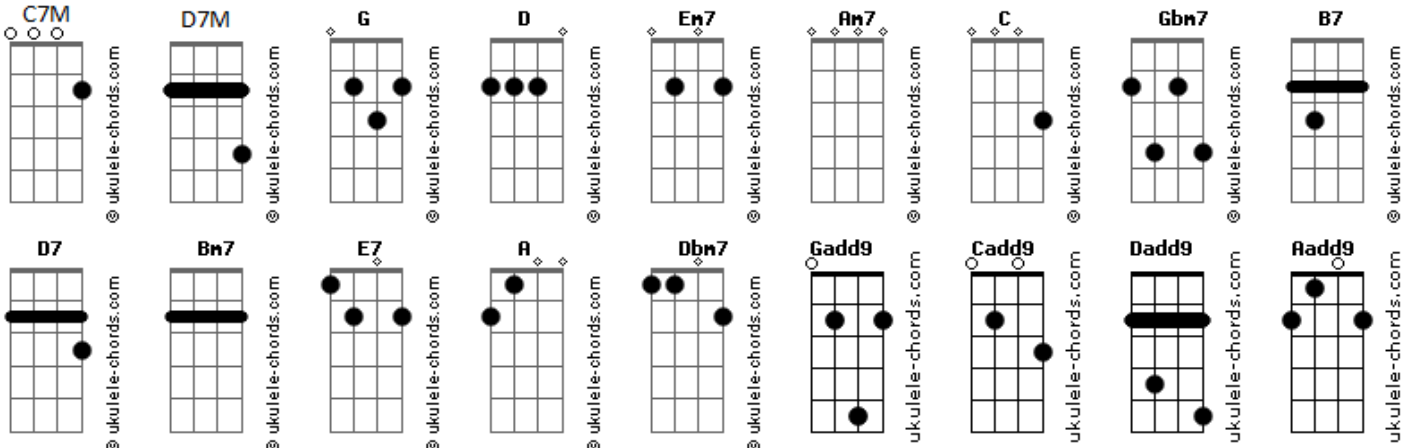 C7M D7M G D Em7 Am7 C Gbm7 B7
© ukulele-chords.com © ukulele-chords.com © ukulele-chords.com © ukulele-chords.com © ukulele-chords.com © ukulele-chords.com © ukulele-chords.com © ukulele-chords.com © ukulele-chords.com
D7 Bm7 E7 A Dbm7 Gadd9 Cadd9 Dadd9 Aadd9
© ukulele-chords.com © ukulele-chords.com © ukulele-chords.com © ukulele-chords.com © ukulele-chords.com ukulele-chords.com ukulele-chords.com ukulele-chords.com ukulele-chords.com